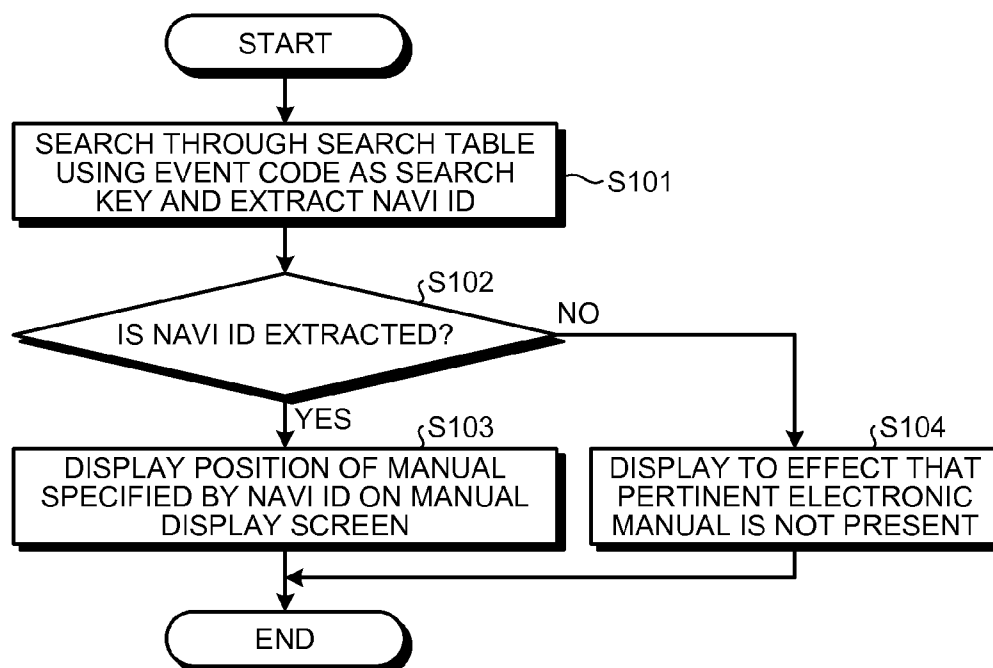 START
SEARCH THROUGH SEARCH TABLE
USING EVENT CODE AS SEARCH
KEY AND EXTRACT NAVI ID
S101
S102
IS NAVI ID EXTRACTED?
NO
YES
S103
DISPLAY POSITION OF MANUAL
SPECIFIED BY NAVI ID ON MANUAL
DISPLAY SCREEN
S104
DISPLAY TO EFFECT THAT
PERTINENT ELECTRONIC
MANUAL IS NOT PRESENT
END